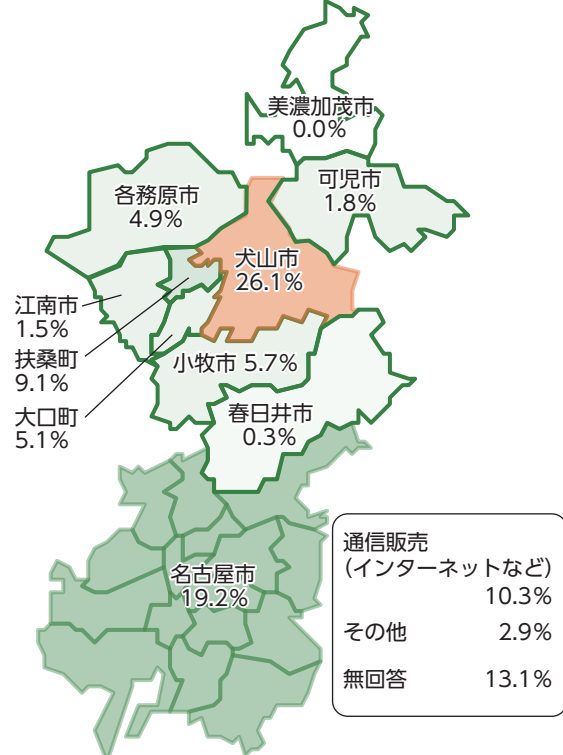 美濃加茂市
0.0%
各務原市
4.9%
可児市
1.8%
犬山市
26.1%
江南市
1.5%
扶桑町
9.1%
大口町
5.1%
小牧市 5.7%
春日井市
0.3%
名古屋市
19.2%
通信販売
（インターネットなど）
10.3%
その他 2.9%
無回答 13.1%